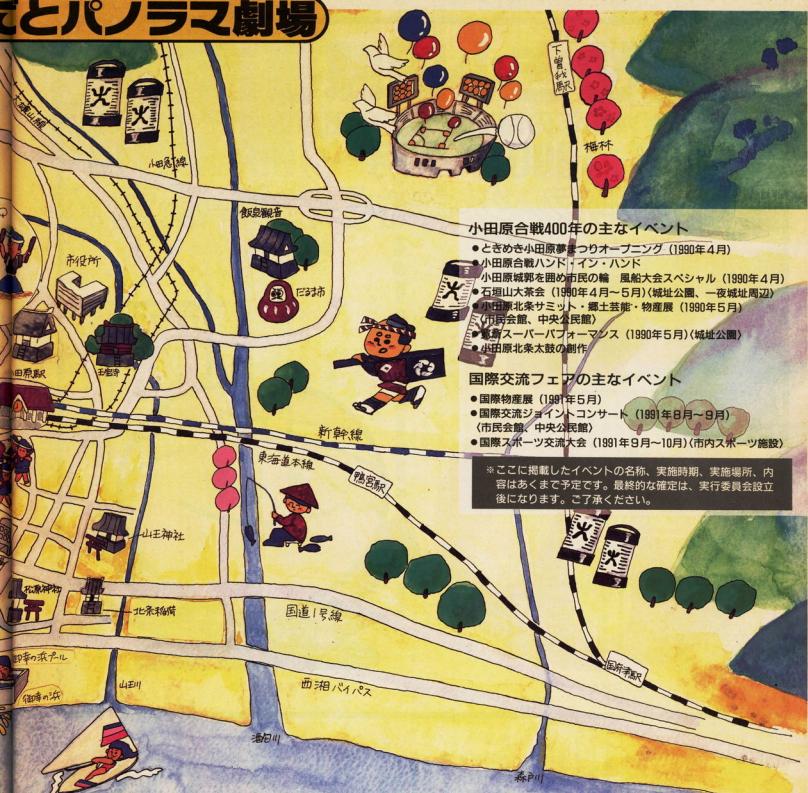 てとパノラマ劇場
下曽我駅
火
火
大雄山線
小田急線
梅林
飯泉観音
市役所
だるま市
小田原合戦400年の主なイベント
●ときめき小田原夢まつりオープニング（1990年4月）
●小田原合戦ハンド・イン・ハンド
小田原城郭を囲め市民の輪　風船大会スペシャル（1990年4月）
●石垣山大茶会（1990年4月〜5月）〈城址公園、一夜城址周辺〉
●小田原北条サミット・郷土芸能・物産展（1990年5月）
〈市民会館、中央公民館〉
スーパーパフォーマンス（1990年5月）〈城址公園〉
●小田原北条太鼓の創作
火
田原駅
国際交流フェアの主なイベント
●国際物産展（1991年5月）
●国際交流ジョイントコンサート（1991年8月〜9月）
〈市民会館、中央公民館〉
●国際スポーツ交流大会（1991年9月〜10月）〈市内スポーツ施設〉
新幹線
東海道本線
鴨宮駅
※ここに掲載したイベントの名称、実施時期、実施場所、内
容はあくまで予定です。最終的な確定は、実行委員会設立
後になります。ご了承ください。
山王神社
火
火
松原神社
北条稲荷
国道1号線
国府津駅
御幸の浜プール
御幸の浜
山王川
西湘バイパス
酒匂川
森戸川